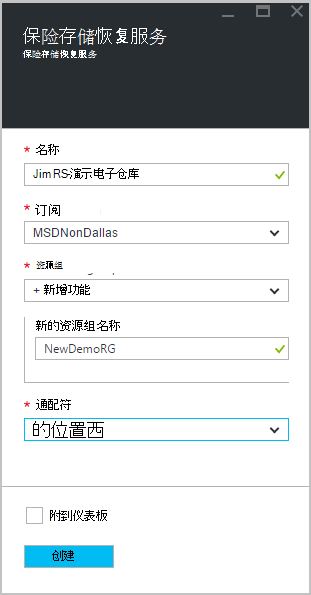 保险存储恢复服务
保险存储恢复服务
* 名称
JimRS演示电子仓库
* 订阅
MSDNonDallas
* 资源组
+ 新增功能
新的资源组名称
NewDemoRG
* 通配符
的位置西
附到仪表板
创建